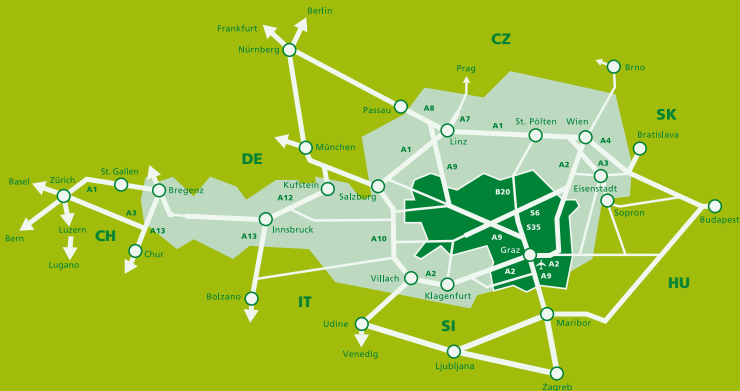 Berlin
Frankfurt
CZ
Nürnberg
Prag
Brno
Passau
A8
A7
SK
St. Pölten
Wien
A1
Linz
A4
Bratislava
München
A1
DE
A9
A2
A3
St. Gallen
Zürich
Basel
A1
Bregenz
Kufstein
A12
Salzburg
B20
Eisenstadt
Sopron
Budapest
A3
Luzern
Bern
CH
A13
Innsbruck
A13
A10
A9
S6
S35
Chur
Graz
Lugano
A2
A2
A2
A9
Villach
Klagenfurt
HU
Bolzano
IT
Udine
SI
Maribor
Venedig
Ljubljana
Zagreb